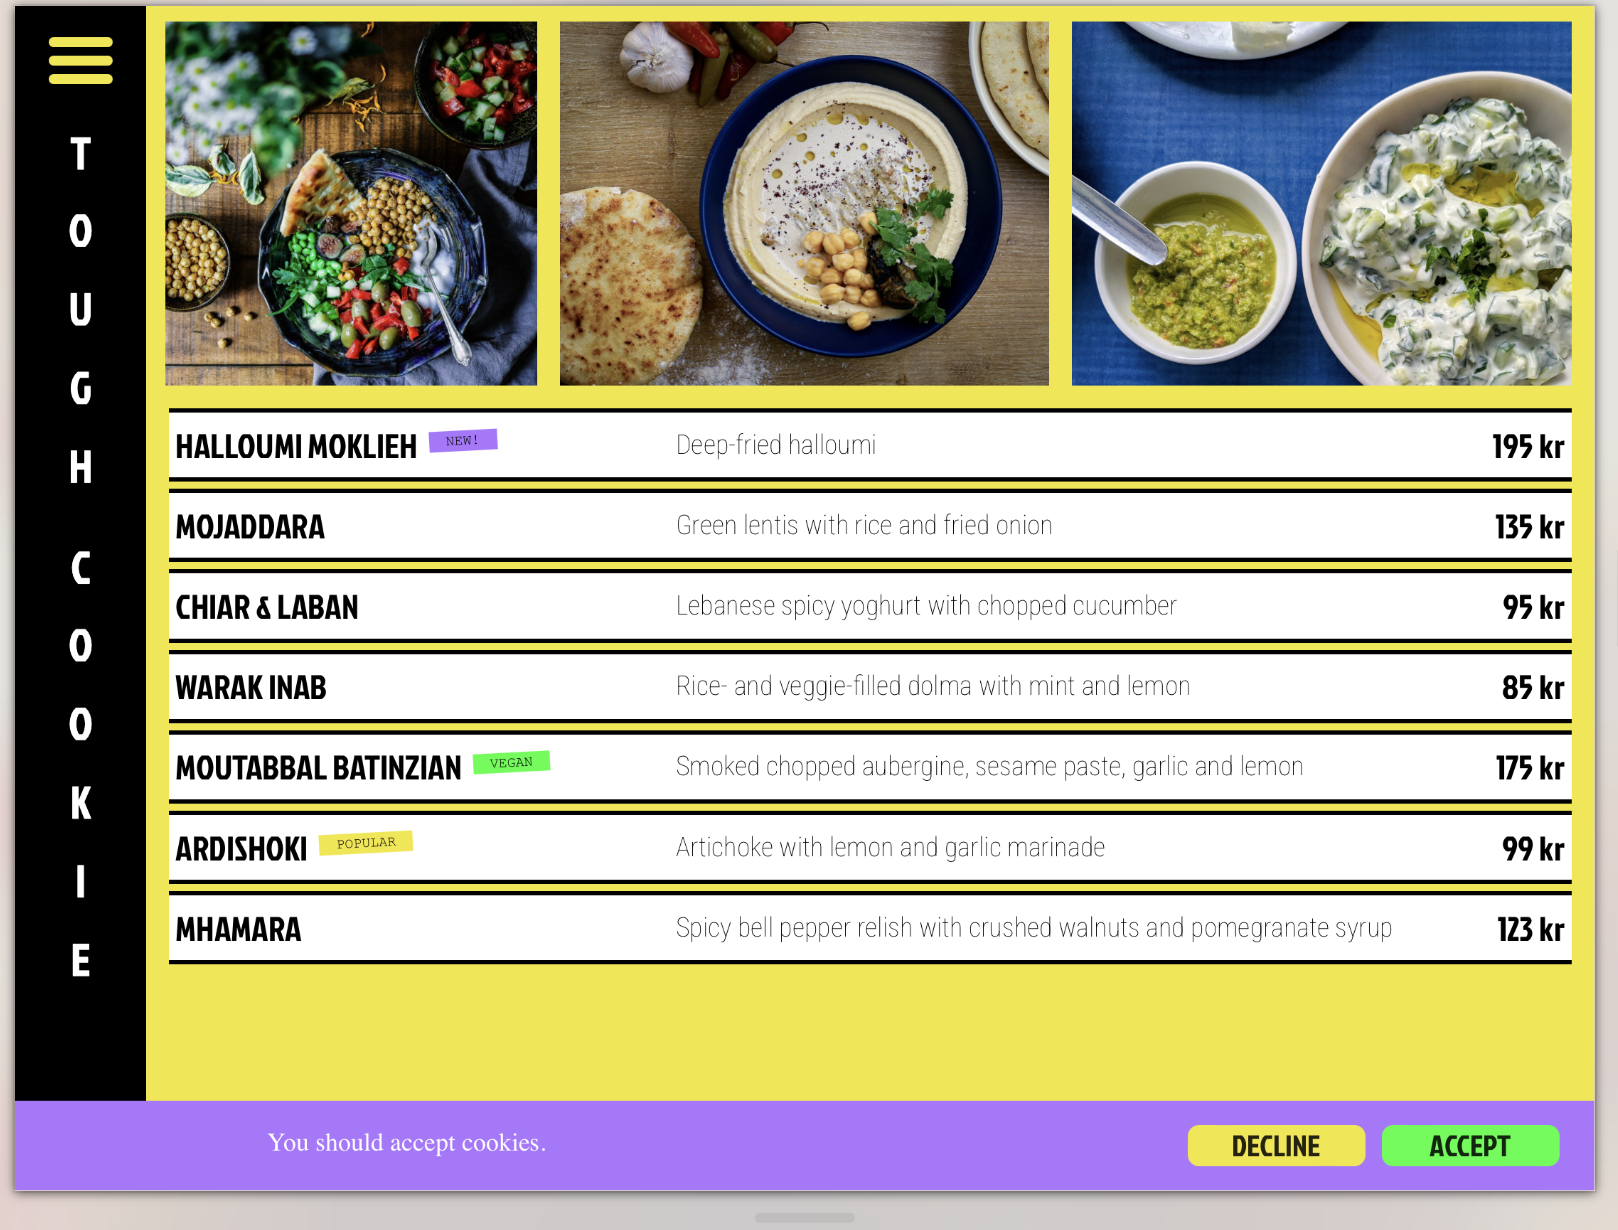 TOUGH COOKIE
HALLOUMI MOKLIEH NEW! Deep-fried halloumi 195 kr
MOJADDARA Green lentis with rice and fried onion 135 kr
CHIAR & LABAN Lebanese spicy yoghurt with chopped cucumber 95 kr
WARAK INAB Rice- and veggie-filled dolma with mint and lemon 85 kr
MOUTABBAL BATINZIAN VEGAN Smoked chopped aubergine, sesame paste, garlic and lemon 175 kr
ARDISHOKI POPULAR Artichoke with lemon and garlic marinade 99 kr
MHAMARA Spicy bell pepper relish with crushed walnuts and pomegranate syrup 123 kr
You should accept cookies. DECLINE ACCEPT